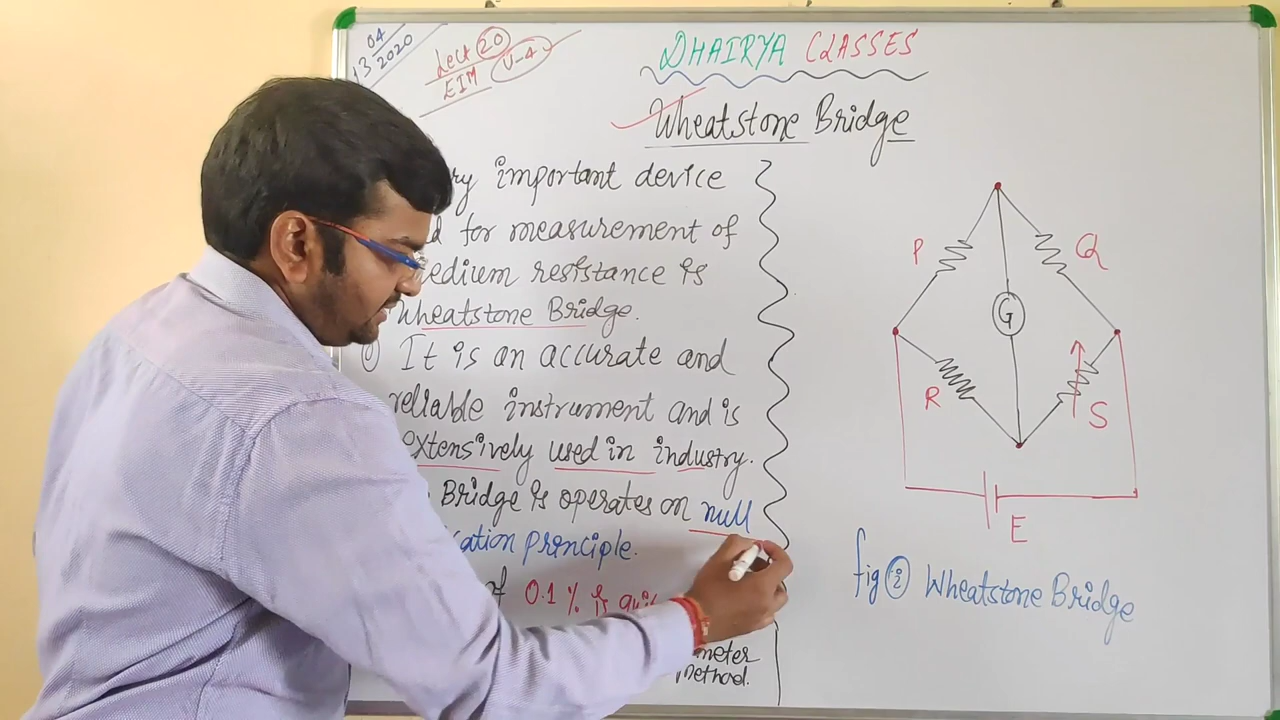 13 04 2020
Lect 20
EIM U-4
DHAIRYA CLASSES
Wheatstone Bridge
important device
for measurement of
resistance is
Wheatstone Bridge.
It is an accurate and
reliable instrument and is
extensively used in industry.
Bridge is operates on null
principle.
of 0.1 % is
meter
Method.
P
Q
G
R
S
E
fig i Wheatstone Bridge